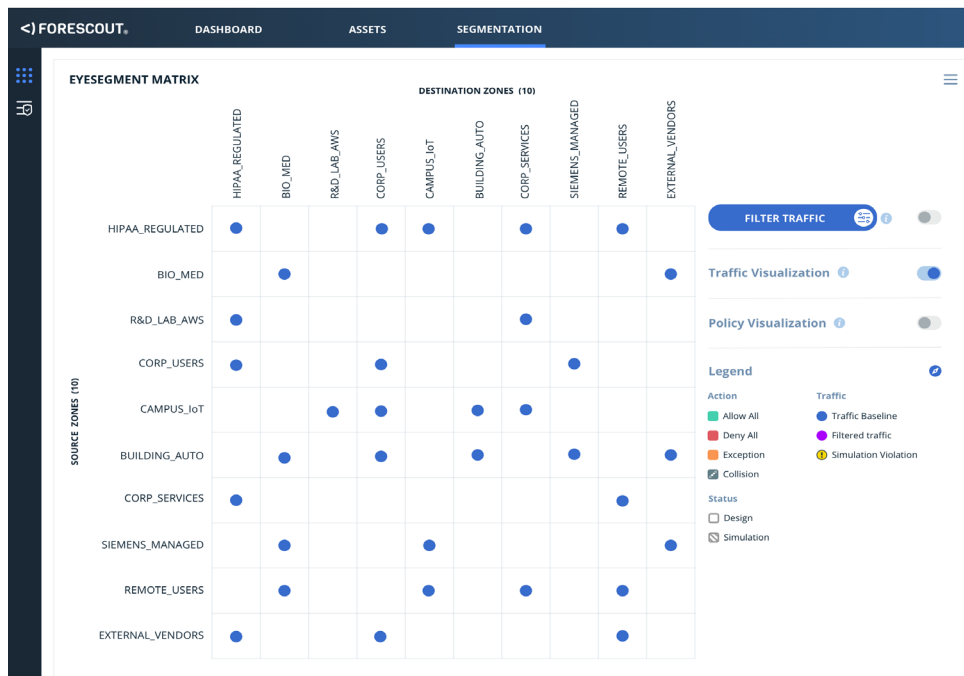 <) FORESCOUT®
DASHBOARD
ASSETS
SEGMENTATION
EYESEGMENT MATRIX
DESTINATION ZONES (10)
HIPAA_REGULATED
BIO_MED
R&D_LAB_AWS
CORP_USERS
CAMPUS_IoT
BUILDING_AUTO
CORP_SERVICES
SIEMENS_MANAGED
REMOTE_USERS
EXTERNAL_VENDORS
SOURCE ZONES (10)
HIPAA_REGULATED
BIO_MED
R&D_LAB_AWS
CORP_USERS
CAMPUS_IoT
BUILDING_AUTO
CORP_SERVICES
SIEMENS_MANAGED
REMOTE_USERS
EXTERNAL_VENDORS
FILTER TRAFFIC
i
Traffic Visualization i
Policy Visualization i
Legend
Action
Allow All
Deny All
Exception
Collision
Status
Design
Simulation
Traffic
Traffic Baseline
Filtered traffic
! Simulation Violation